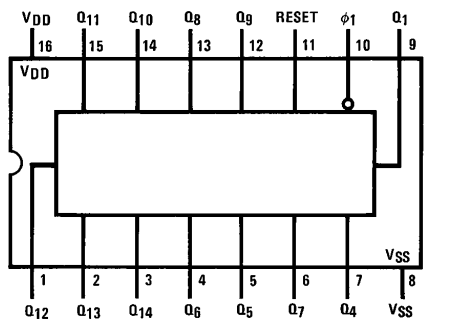 VDD Q11 Q10 Q8 Q9 RESET ϕ1 Q1
16 15 14 13 12 11 10 9
VDD
VSS
1 2 3 4 5 6 7 8
Q12 Q13 Q14 Q6 Q5 Q7 Q4 VSS